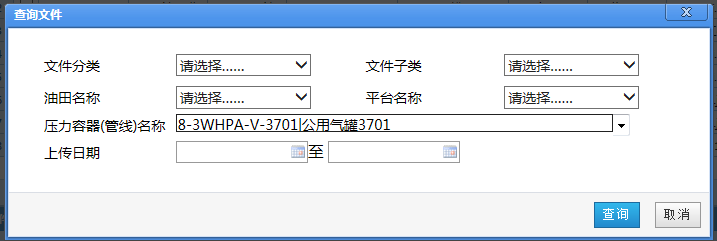 查询文件
文件分类 请选择...... 文件子类 请选择......
油田名称 请选择...... 平台名称 请选择......
压力容器(管线)名称 8-3WHPA-V-3701|公用气罐3701
上传日期 至
查询 取消